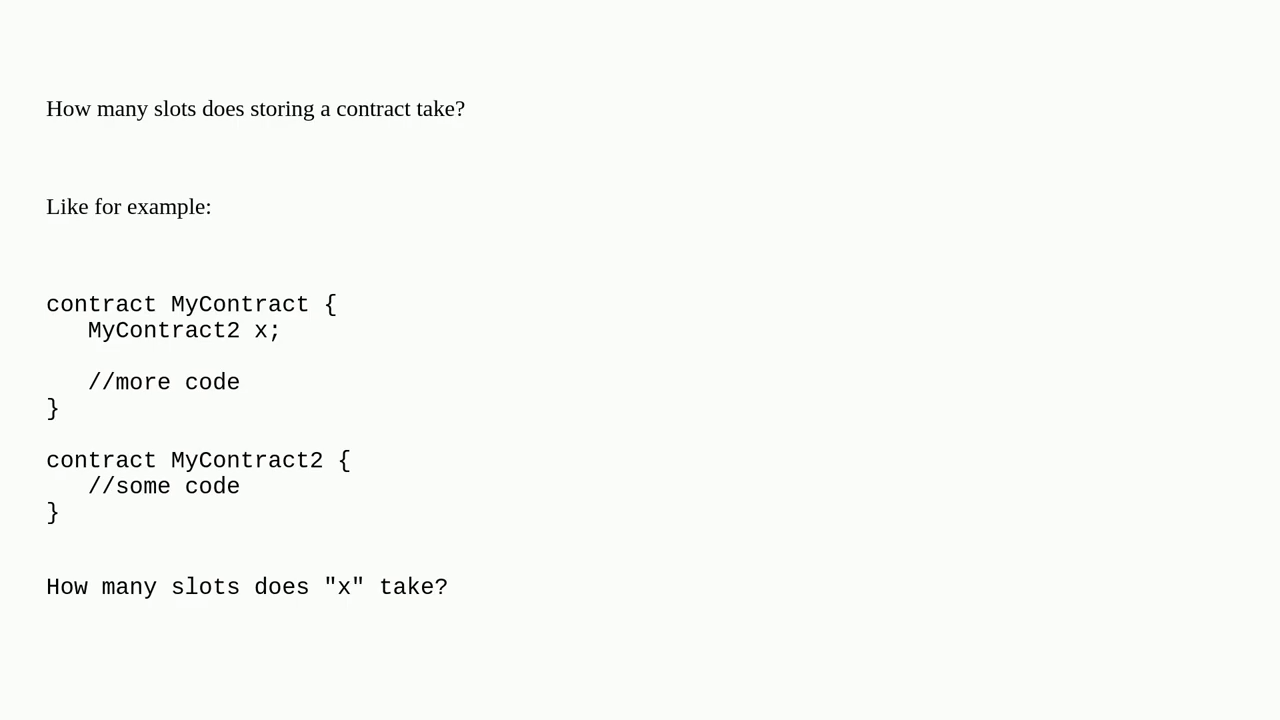 How many slots does storing a contract take?
Like for example:
contract MyContract {
   MyContract2 x;
   //more code
}
contract MyContract2 {
   //some code
}
How many slots does "x" take?